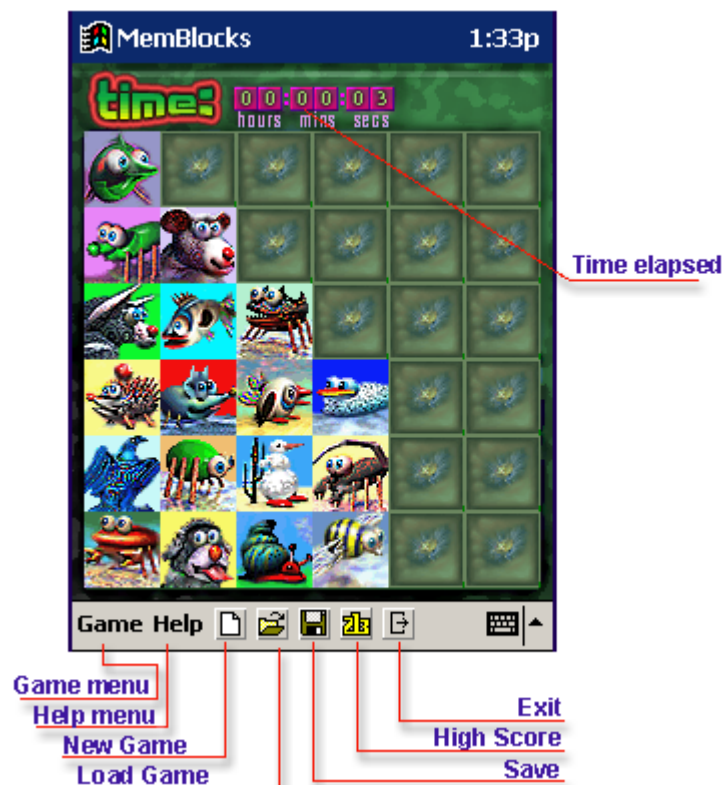 MemBlocks 1:33p
time: 00:00:03
hours mins secs
Time elapsed
Game Help
Game menu
Help menu
New Game
Load Game
Exit
High Score
Save